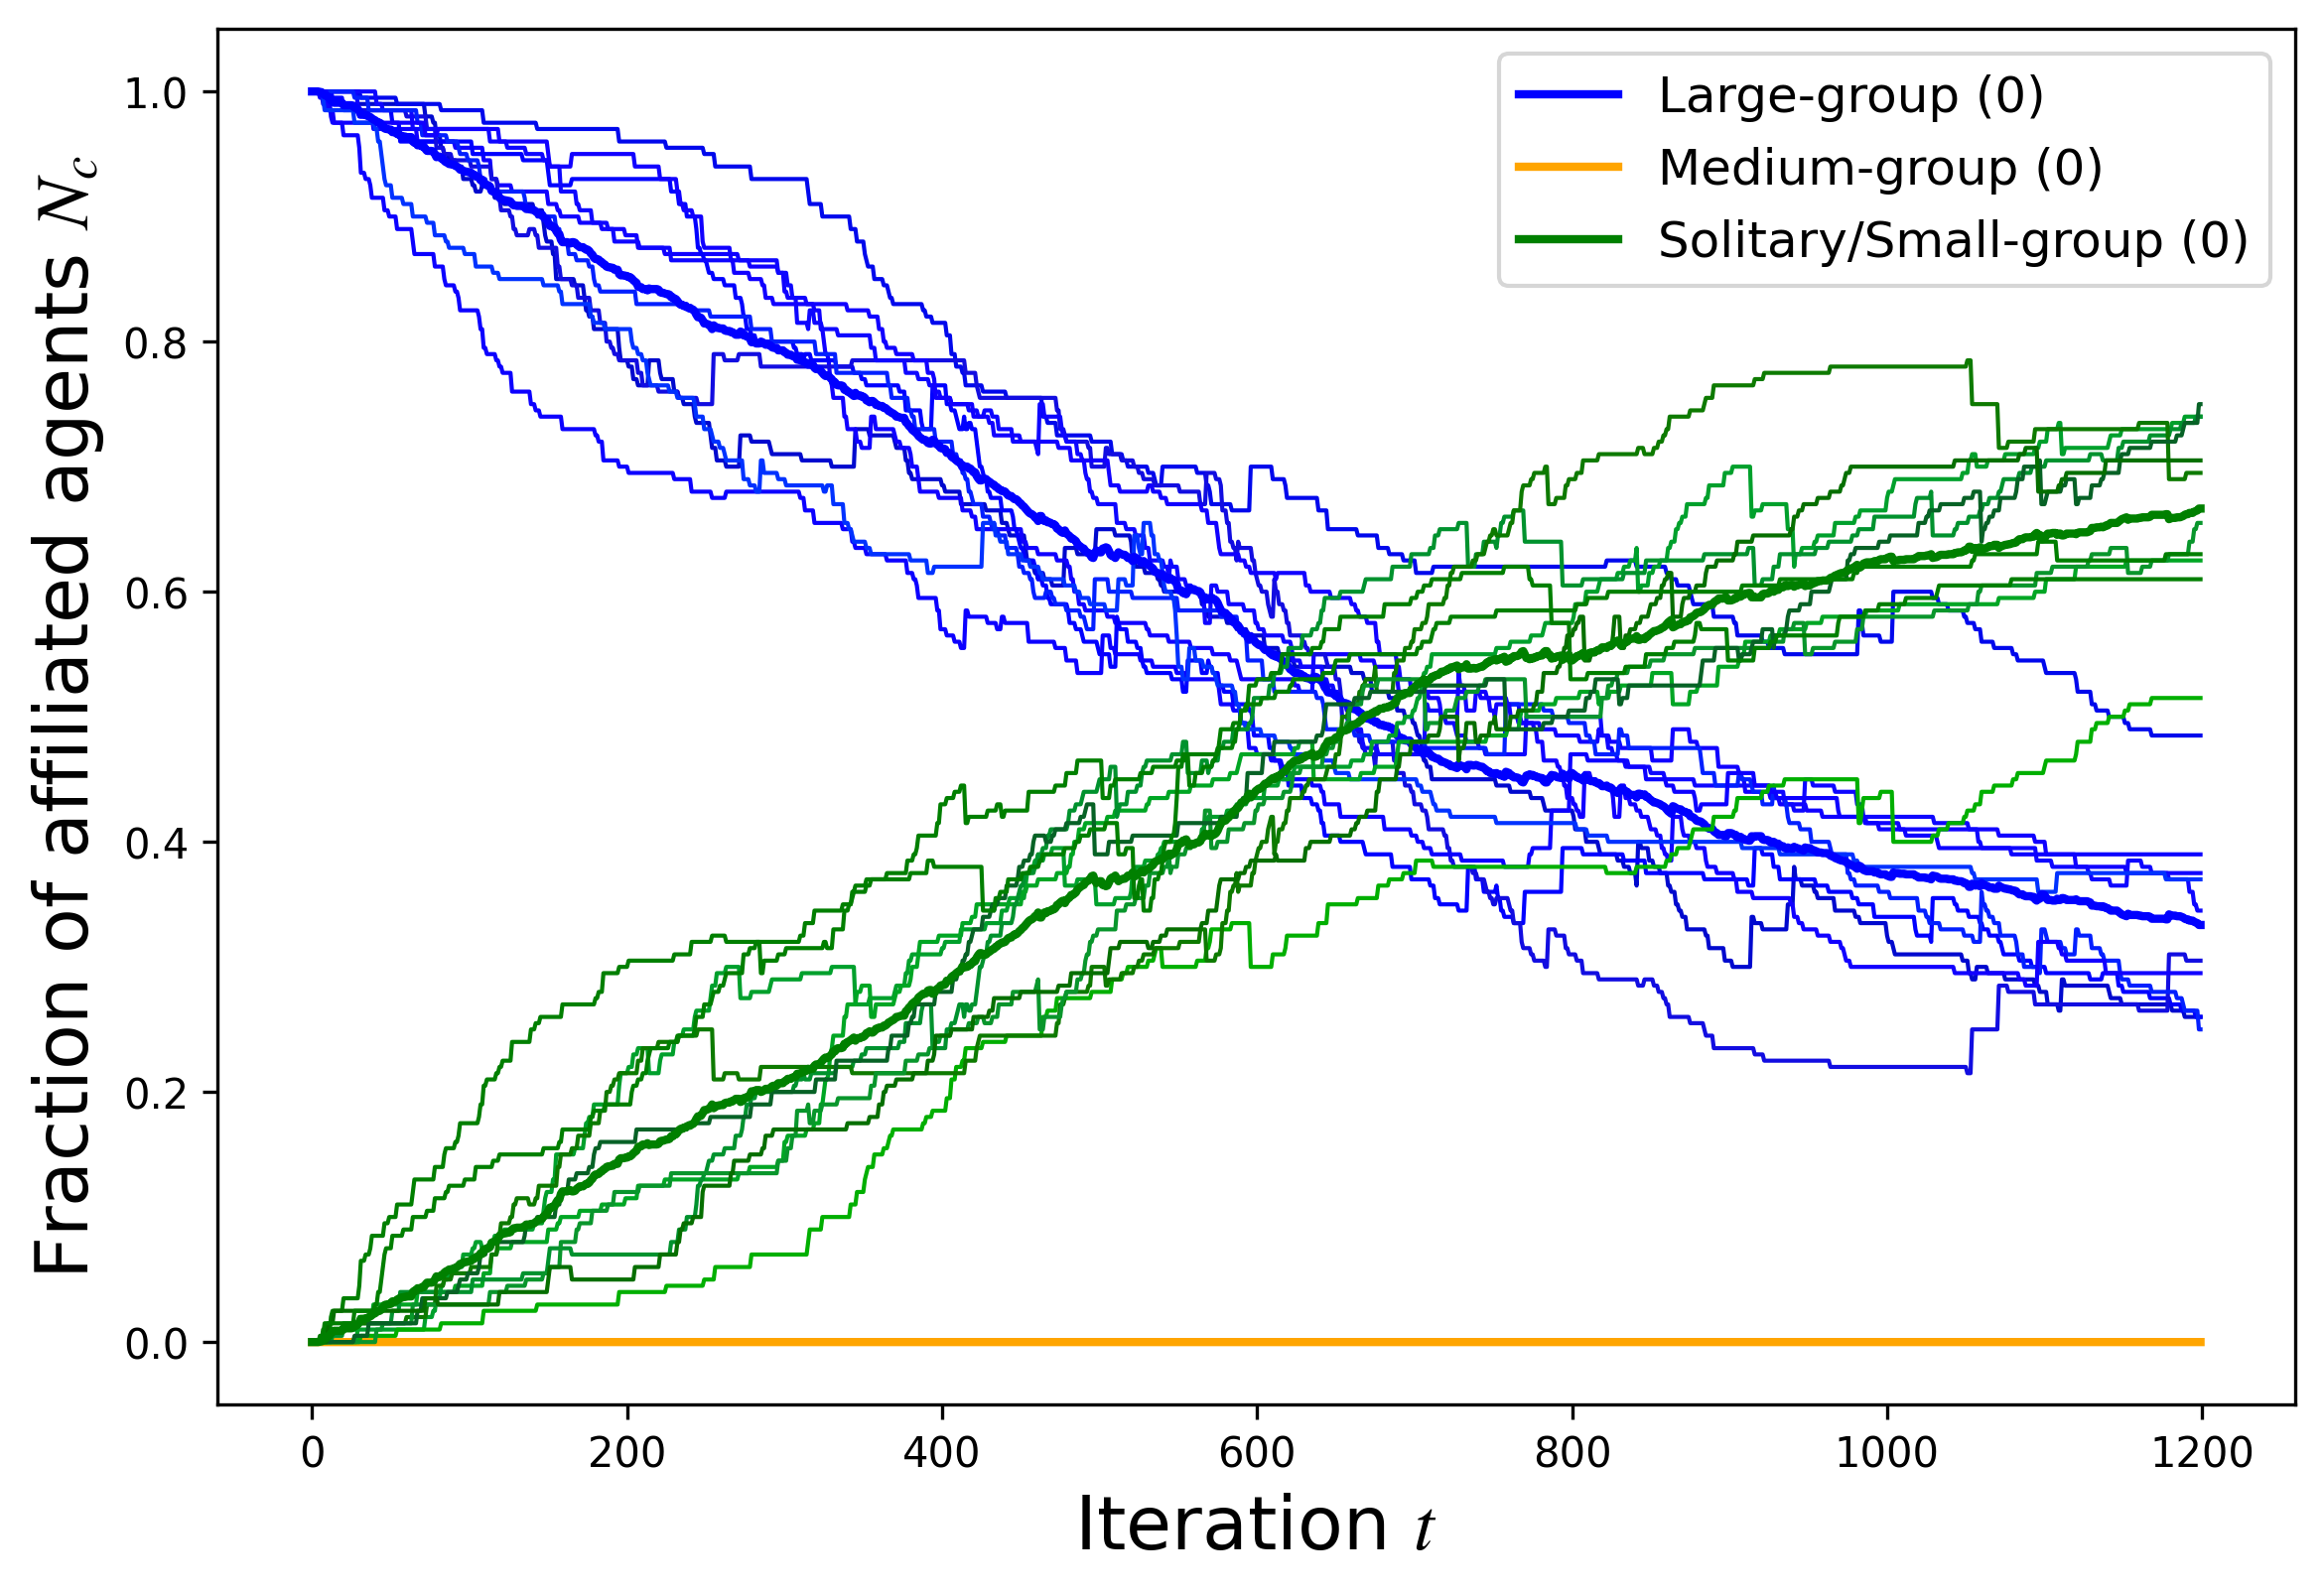 Fraction of affiliated agents N_c
1.0
0.8
0.6
0.4
0.2
0.0
Large-group (0)
Medium-group (0)
Solitary/Small-group (0)
0 200 400 600 800 1000 1200
Iteration t